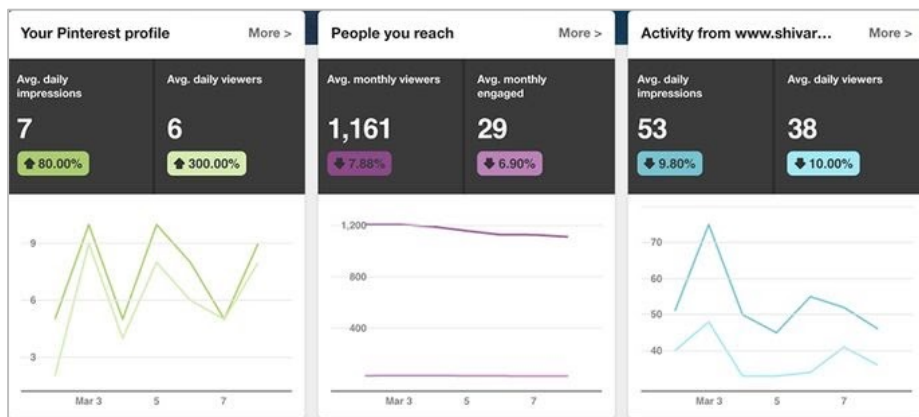 Your Pinterest profile More >
Avg. daily impressions
7
80.00%
Avg. daily viewers
6
300.00%
9
6
3
Mar 3 5 7
People you reach More >
Avg. monthly viewers
1,161
7.88%
Avg. monthly engaged
29
6.90%
1,200
800
400
Mar 3 5 7
Activity from www.shivar... More >
Avg. daily impressions
53
9.80%
Avg. daily viewers
38
10.00%
70
60
50
40
Mar 3 5 7